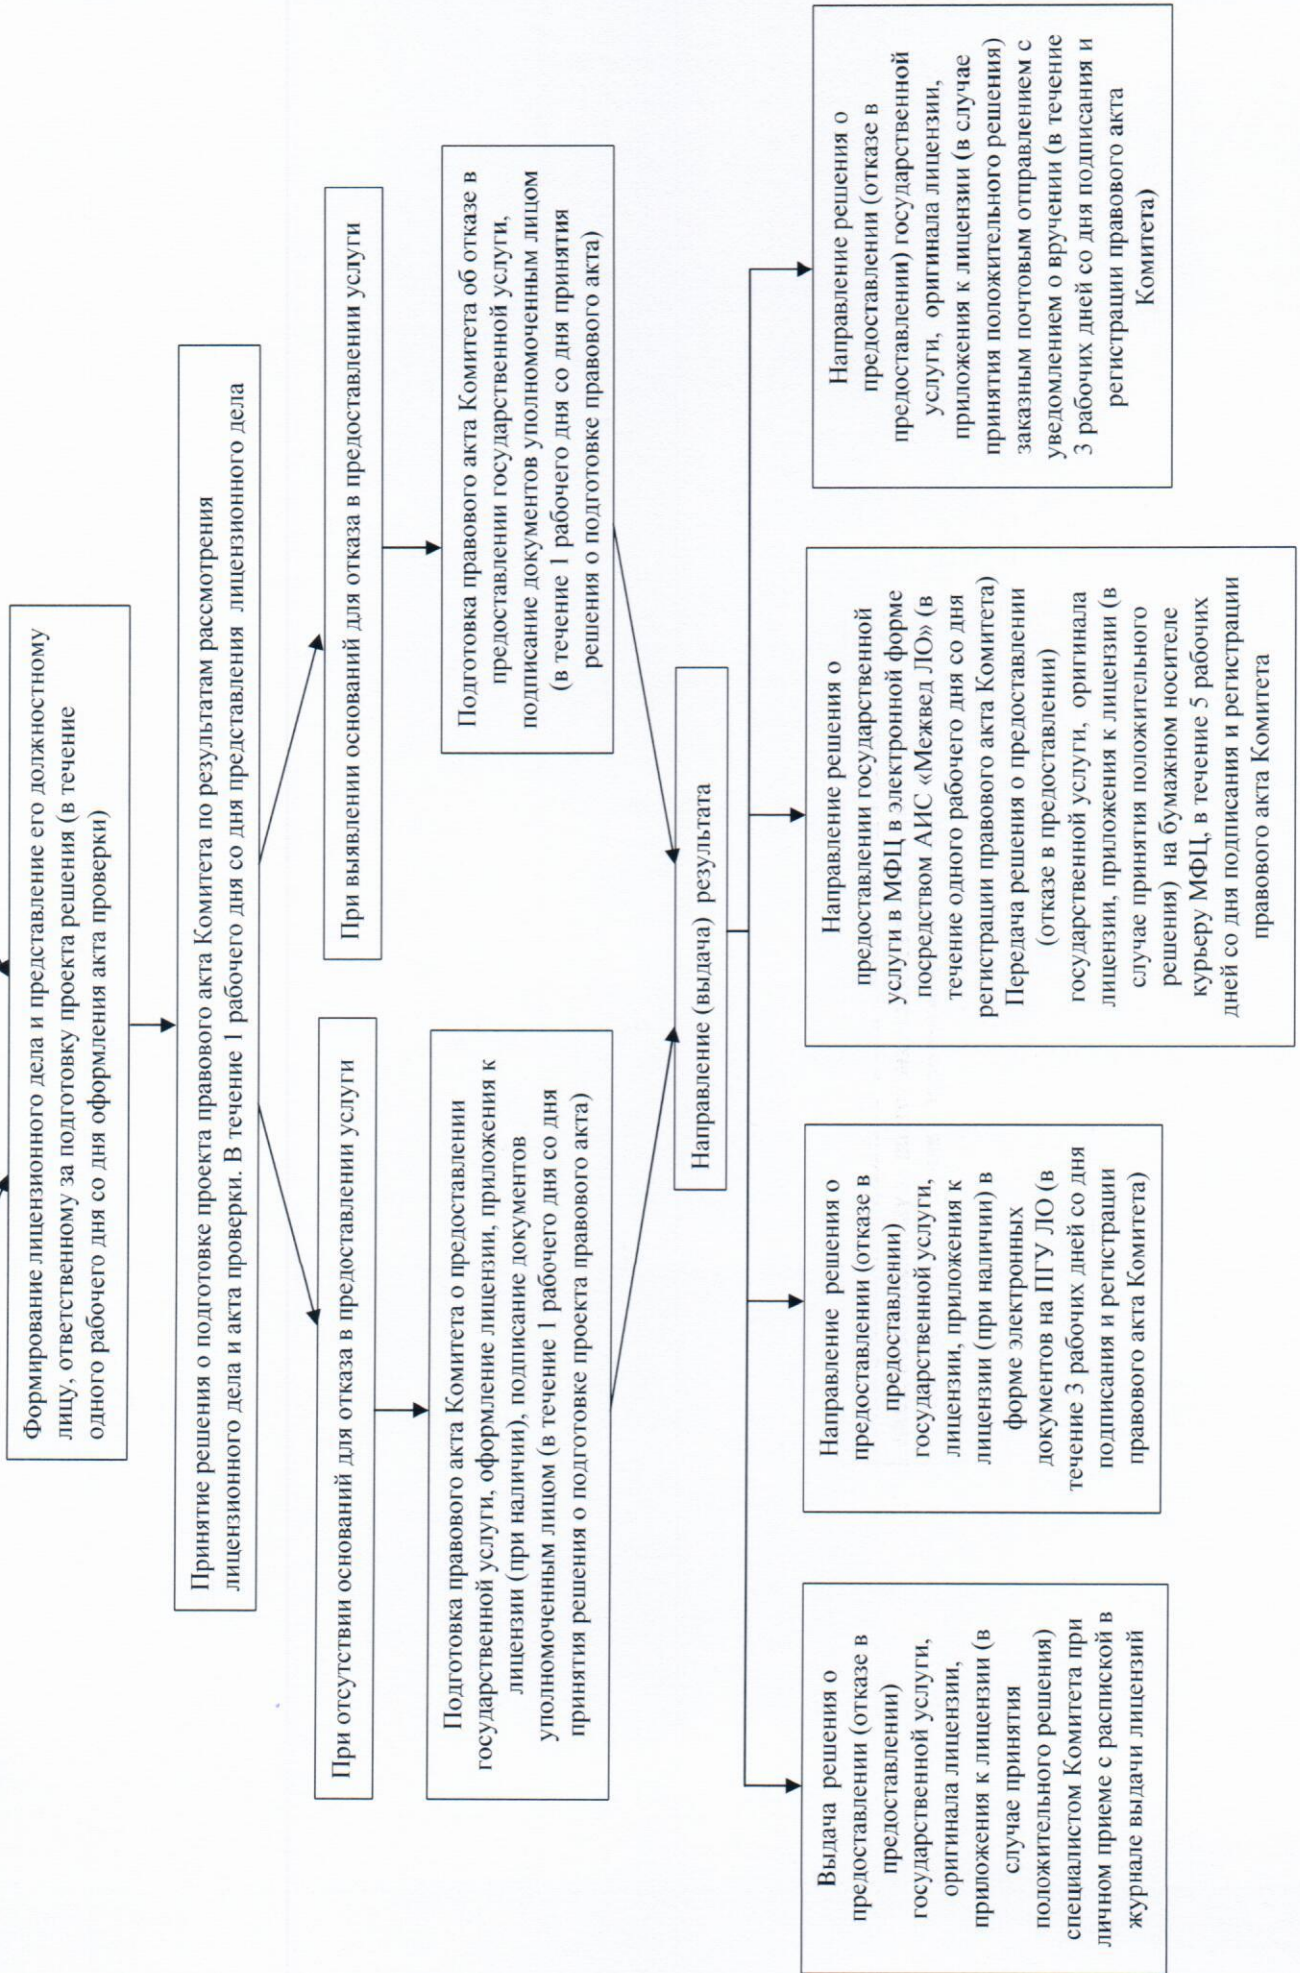 Формирование лицензионного дела и представление его должностному
лицу, ответственному за подготовку проекта решения (в течение
одного рабочего дня со дня оформления акта проверки)
Принятие решения о подготовке проекта правового акта Комитета по результатам рассмотрения
лицензионного дела и акта проверки. В течение 1 рабочего дня со дня представления лицензионного дела
При отсутствии оснований для отказа в предоставлении услуги
При выявлении оснований для отказа в предоставлении услуги
Подготовка правового акта Комитета о предоставлении
государственной услуги, оформление лицензии, приложения к
лицензии (при наличии), подписание документов
уполномоченным лицом (в течение 1 рабочего дня со дня
принятия решения о подготовке проекта правового акта)
Подготовка правового акта Комитета об отказе в
предоставлении государственной услуги,
подписание документов уполномоченным лицом
(в течение 1 рабочего дня со дня принятия
решения о подготовке правового акта)
Направление (выдача) результата
Выдача решения о
предоставлении (отказе в
предоставлении)
государственной услуги,
оригинала лицензии,
приложения к лицензии (в
случае принятия
положительного решения)
специалистом Комитета при
личном приеме с распиской в
журнале выдачи лицензий
Направление решения о
предоставлении (отказе в
предоставлении)
государственной услуги,
лицензии, приложения к
лицензии (при наличии) в
форме электронных
документов на ПГУ ЛО (в
течение 3 рабочих дней со дня
подписания и регистрации
правового акта Комитета)
Направление решения о
предоставлении государственной
услуги в МФЦ в электронной форме
посредством АИС «Межвед ЛО» (в
течение одного рабочего дня со дня
регистрации правового акта Комитета)
Передача решения о предоставлении
(отказе в предоставлении)
государственной услуги, оригинала
лицензии, приложения к лицензии (в
случае принятия положительного
решения) на бумажном носителе
курьеру МФЦ, в течение 5 рабочих
дней со дня подписания и регистрации
правового акта Комитета
Направление решения о
предоставлении (отказе в
предоставлении) государственной
услуги, оригинала лицензии,
приложения к лицензии (в случае
принятия положительного решения)
заказным почтовым отправлением с
уведомлением о вручении (в течение
3 рабочих дней со дня подписания и
регистрации правового акта
Комитета)